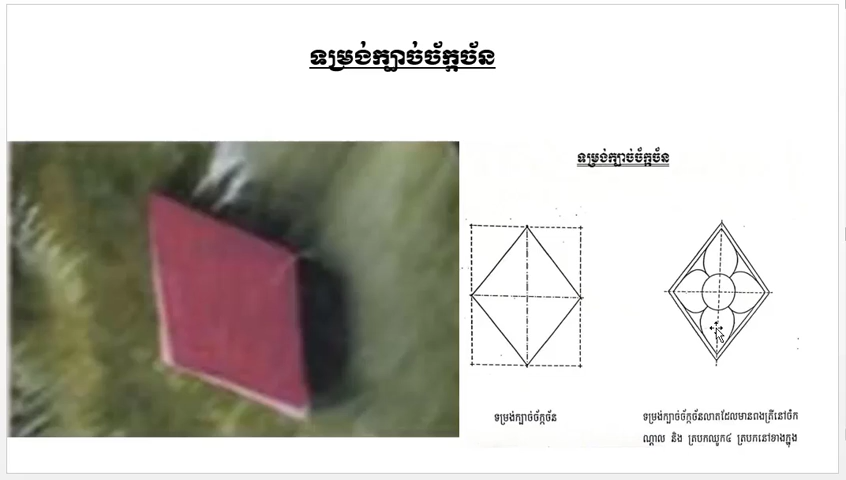 ទម្រង់ក្បាច់ច័ក្កច័ន
ទម្រង់ក្បាច់ច័ក្កច័ន
ទម្រង់ក្បាច់ច័ក្កច័ន
ទម្រង់ក្បាច់ច័ក្កច័នលាតដែលមានពងត្រីនៅចំក
ណ្តាល និង ត្របកឈូក៤ ត្របកនៅខាងក្នុង